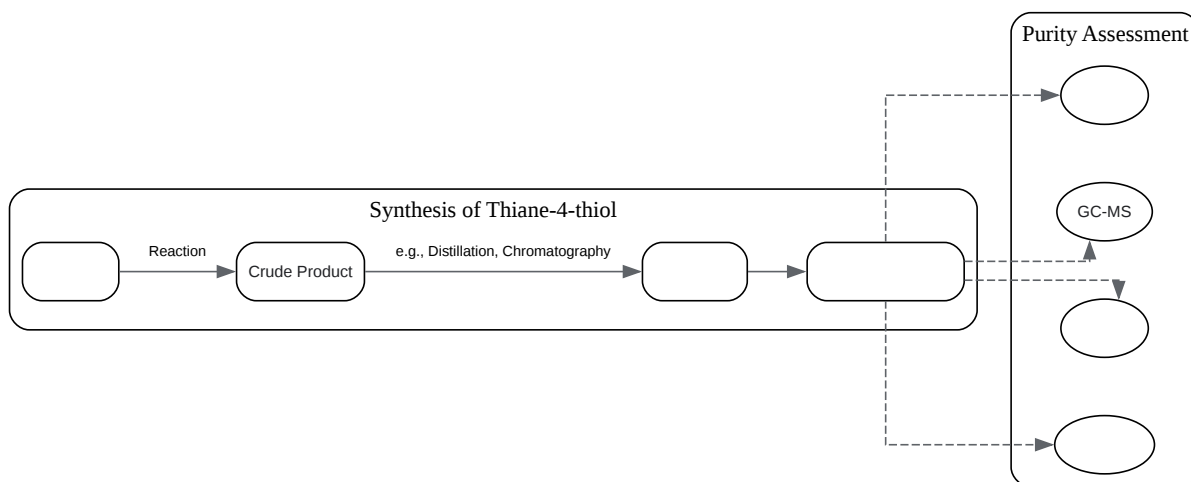 Purity Assessment
GC-MS
Synthesis of Thiane-4-thiol
Reaction
Crude Product
e.g., Distillation, Chromatography